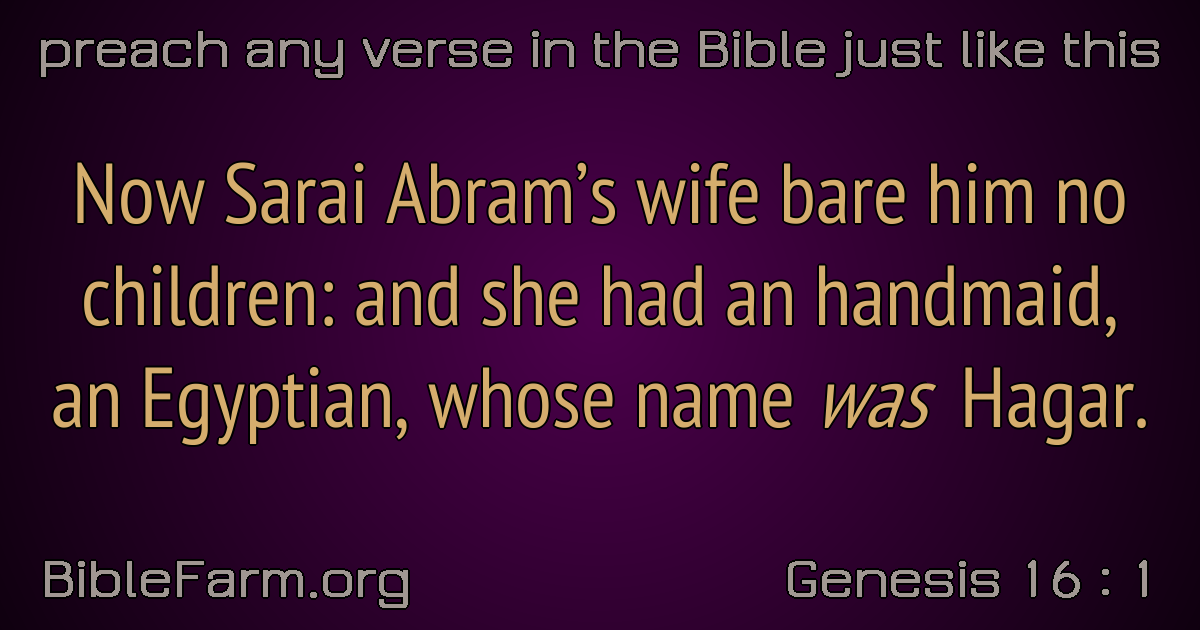 preach any verse in the Bible just like this
Now Sarai Abram’s wife bare him no
children: and she had an handmaid,
an Egyptian, whose name was Hagar.
BibleFarm.org
Genesis 16 : 1